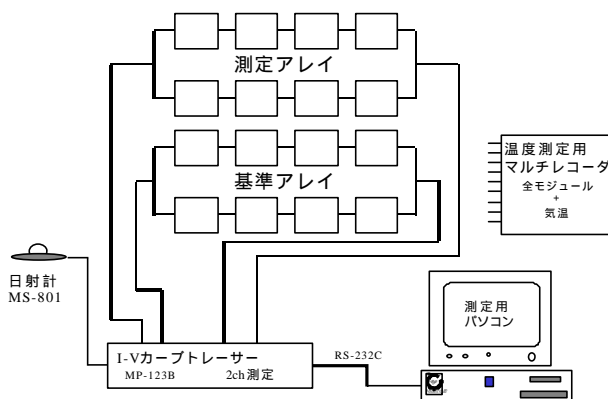 測定アレイ
基準アレイ
温度測定用
マルチレコーダ
全モジュール
+
気温
日射計
MS-801
測定用
パソコン
I-Vカーブトレーサー
MP-123B 2ch測定
RS-232C